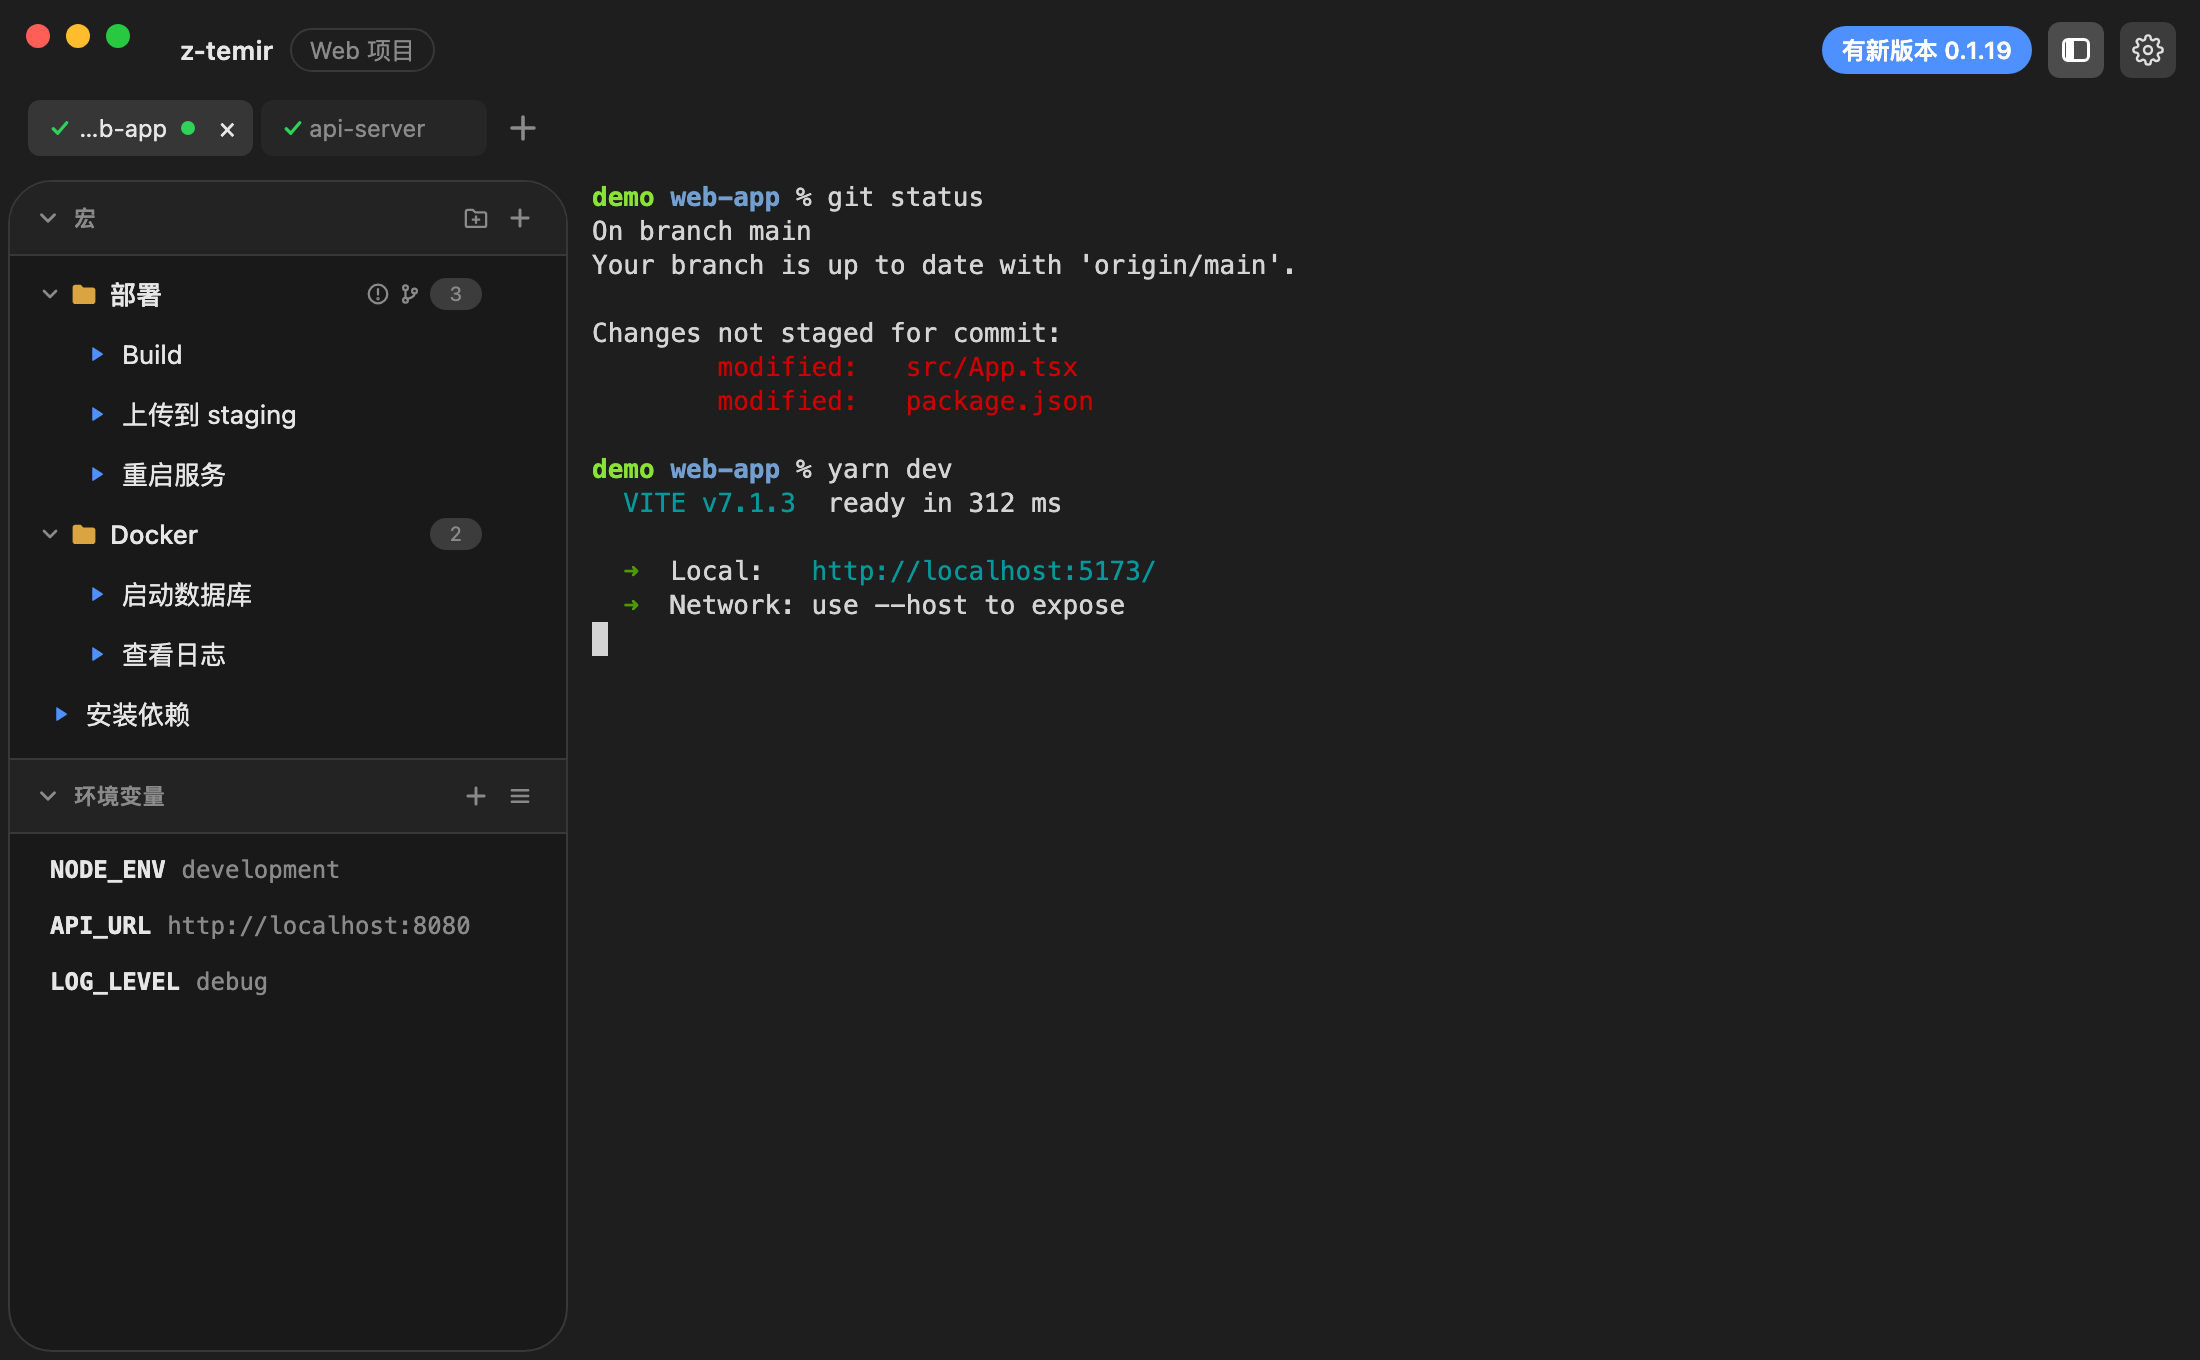 z-temir
Web 项目
有新版本 0.1.19
...b-app
api-server
宏
部署
3
Build
上传到 staging
重启服务
Docker
2
启动数据库
查看日志
安装依赖
环境变量
NODE_ENV development
API_URL http://localhost:8080
LOG_LEVEL debug
demo web-app % git status
On branch main
Your branch is up to date with 'origin/main'.
Changes not staged for commit:
modified:   src/App.tsx
modified:   package.json
demo web-app % yarn dev
VITE v7.1.3  ready in 312 ms
➜  Local:   http://localhost:5173/
➜  Network: use --host to expose